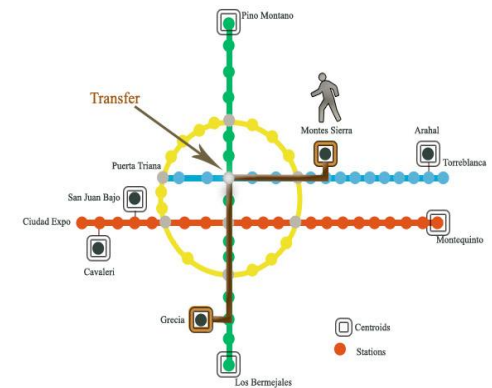 Pino Montano
Transfer
Montes Sierra
Arahal
Puerta Triana
Torreblanca
San Juan Bajo
Ciudad Expo
Montequinto
Cavaleri
Grecia
Centroids
Stations
Los Bermejales